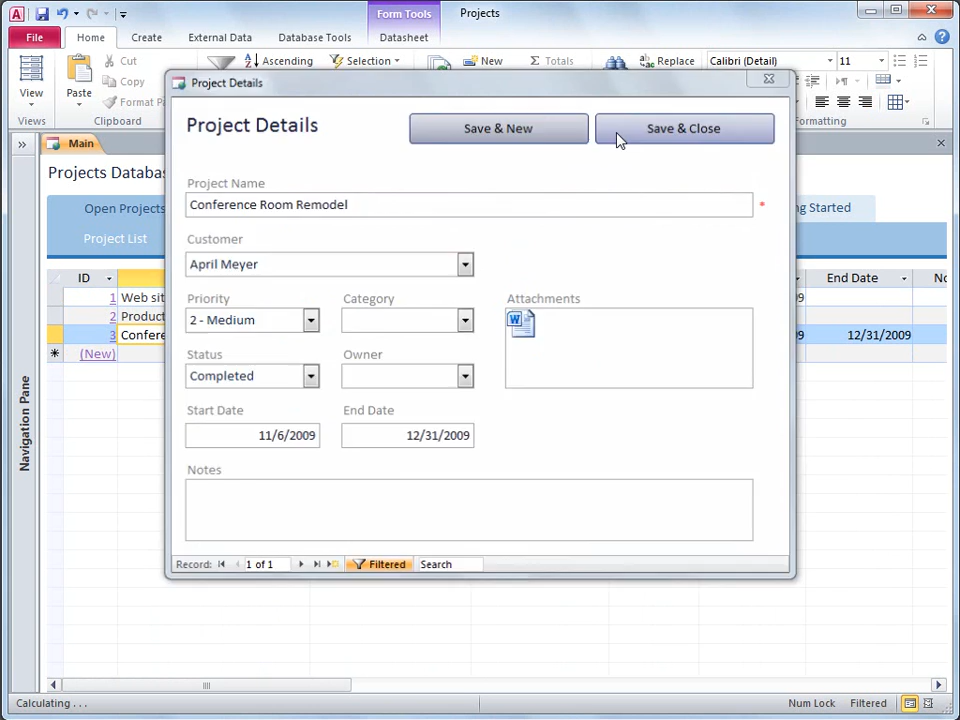 Form Tools
Projects
File
Home
Create
External Data
Database Tools
Datasheet
View
Views
Paste
Cut
Copy
Format P
Clipboard
Ascending
Selection
New
Totals
Replace
Calibri (Detail)
11
Formatting
Main
Projects Databa
Open Projects
ng Started
Project List
ID
End Date
No
1 Web sit
9
2 Product
3 Confere
9
12/31/2009
(New)
Navigation Pane
Project Details
Project Details
Save & New
Save & Close
Project Name
Conference Room Remodel
*
Customer
April Meyer
Priority
Category
Attachments
2 - Medium
W
Status
Owner
Completed
Start Date
End Date
11/6/2009
12/31/2009
Notes
Record:
1 of 1
Filtered
Search
Calculating . . .
Num Lock
Filtered